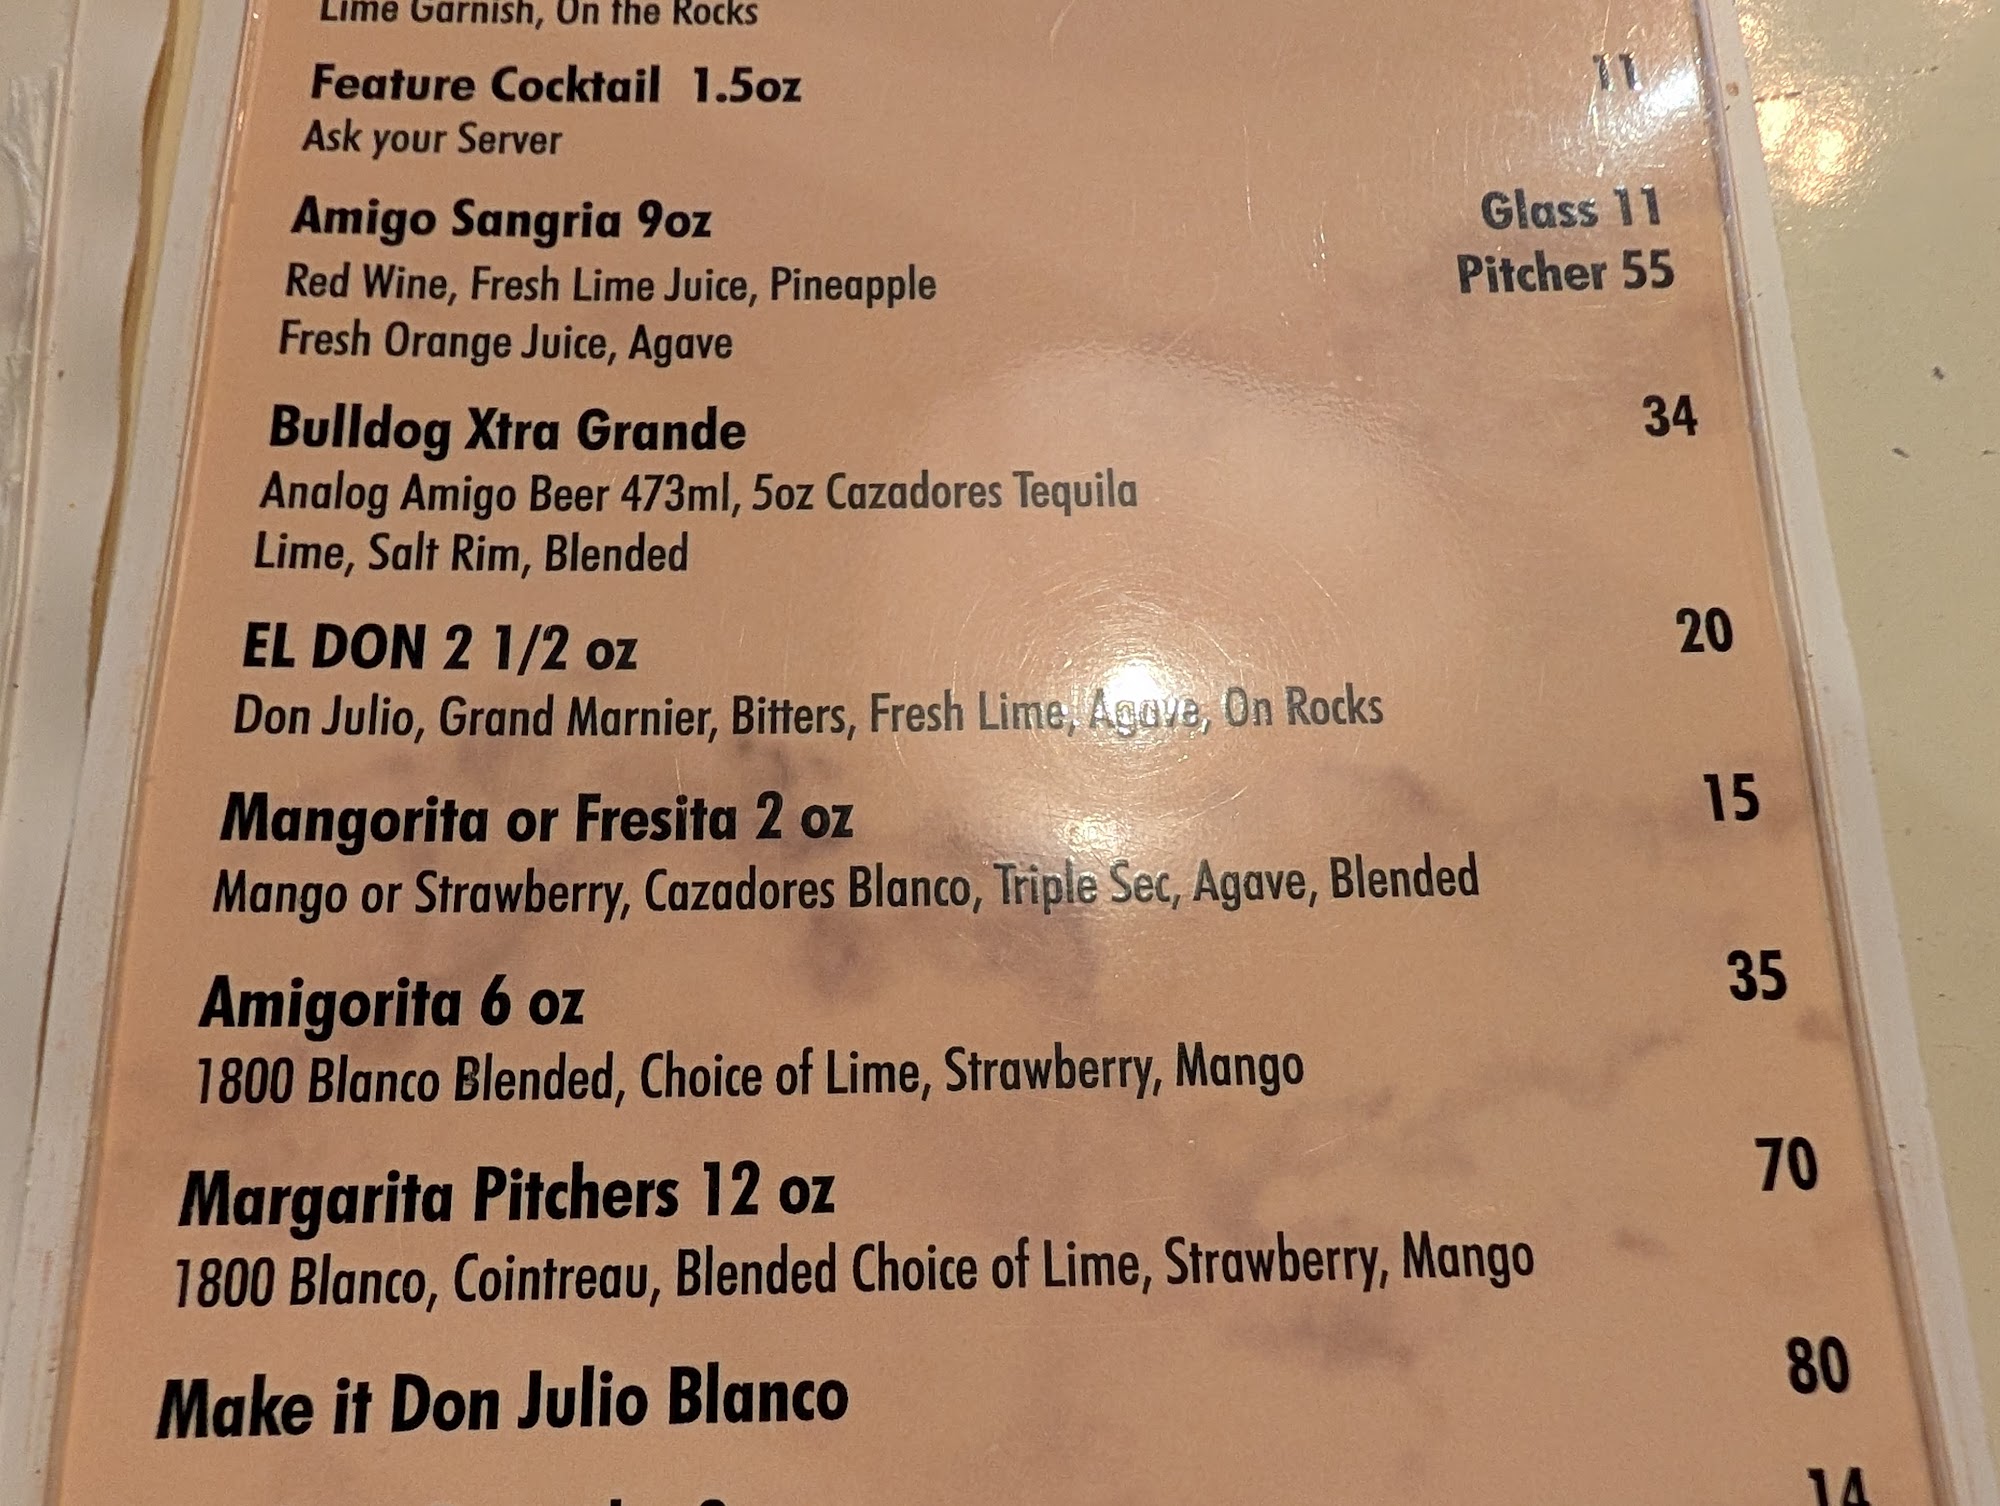 Lime Garnish, On the Rocks
Feature Cocktail 1.5oz 11
Ask your Server
Amigo Sangria 9oz Glass 11
Pitcher 55
Red Wine, Fresh Lime Juice, Pineapple
Fresh Orange Juice, Agave
Bulldog Xtra Grande 34
Analog Amigo Beer 473ml, 5oz Cazadores Tequila
Lime, Salt Rim, Blended
EL DON 2 1/2 oz 20
Don Julio, Grand Marnier, Bitters, Fresh Lime, Agave, On Rocks
Mangorita or Fresita 2 oz 15
Mango or Strawberry, Cazadores Blanco, Triple Sec, Agave, Blended
Amigorita 6 oz 35
1800 Blanco Blended, Choice of Lime, Strawberry, Mango
Margarita Pitchers 12 oz 70
1800 Blanco, Cointreau, Blended Choice of Lime, Strawberry, Mango
Make it Don Julio Blanco 80
14